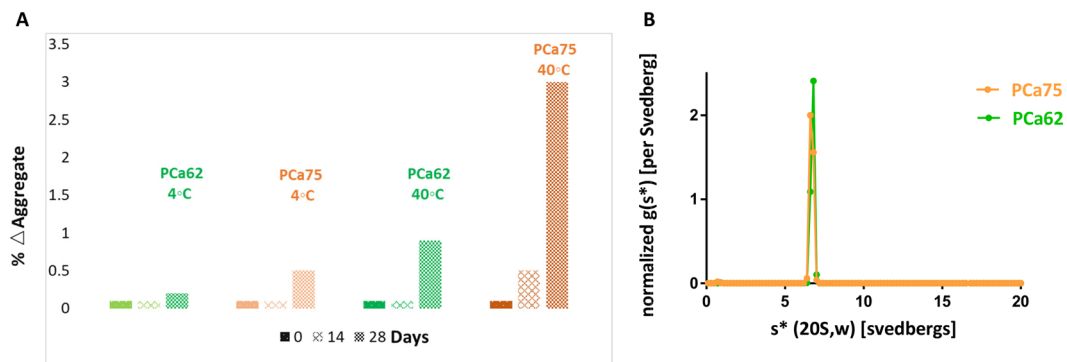 A
3.5
3
2.5
2
1.5
1
0.5
0
% △Aggregate
PCa62
4◦C
PCa75
4◦C
PCa62
40◦C
PCa75
40◦C
0 14 28 Days
B
2
1
0
normalized g(s*) [per Svedberg]
0 5 10 15 20
s* (20S,w) [svedbergs]
PCa75
PCa62